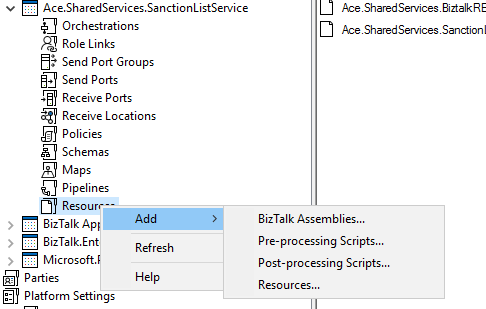 Ace.SharedServices.SanctionListService
Orchestrations
Role Links
Send Port Groups
Send Ports
Receive Ports
Receive Locations
Policies
Schemas
Maps
Pipelines
Resources
BizTalk App
BizTalk.Ent
Microsoft.
Parties
Platform Settings
Add
Refresh
Help
BizTalk Assemblies...
Pre-processing Scripts...
Post-processing Scripts...
Resources...
Ace.SharedServices.BiztalkRE
Ace.SharedServices.Sanction